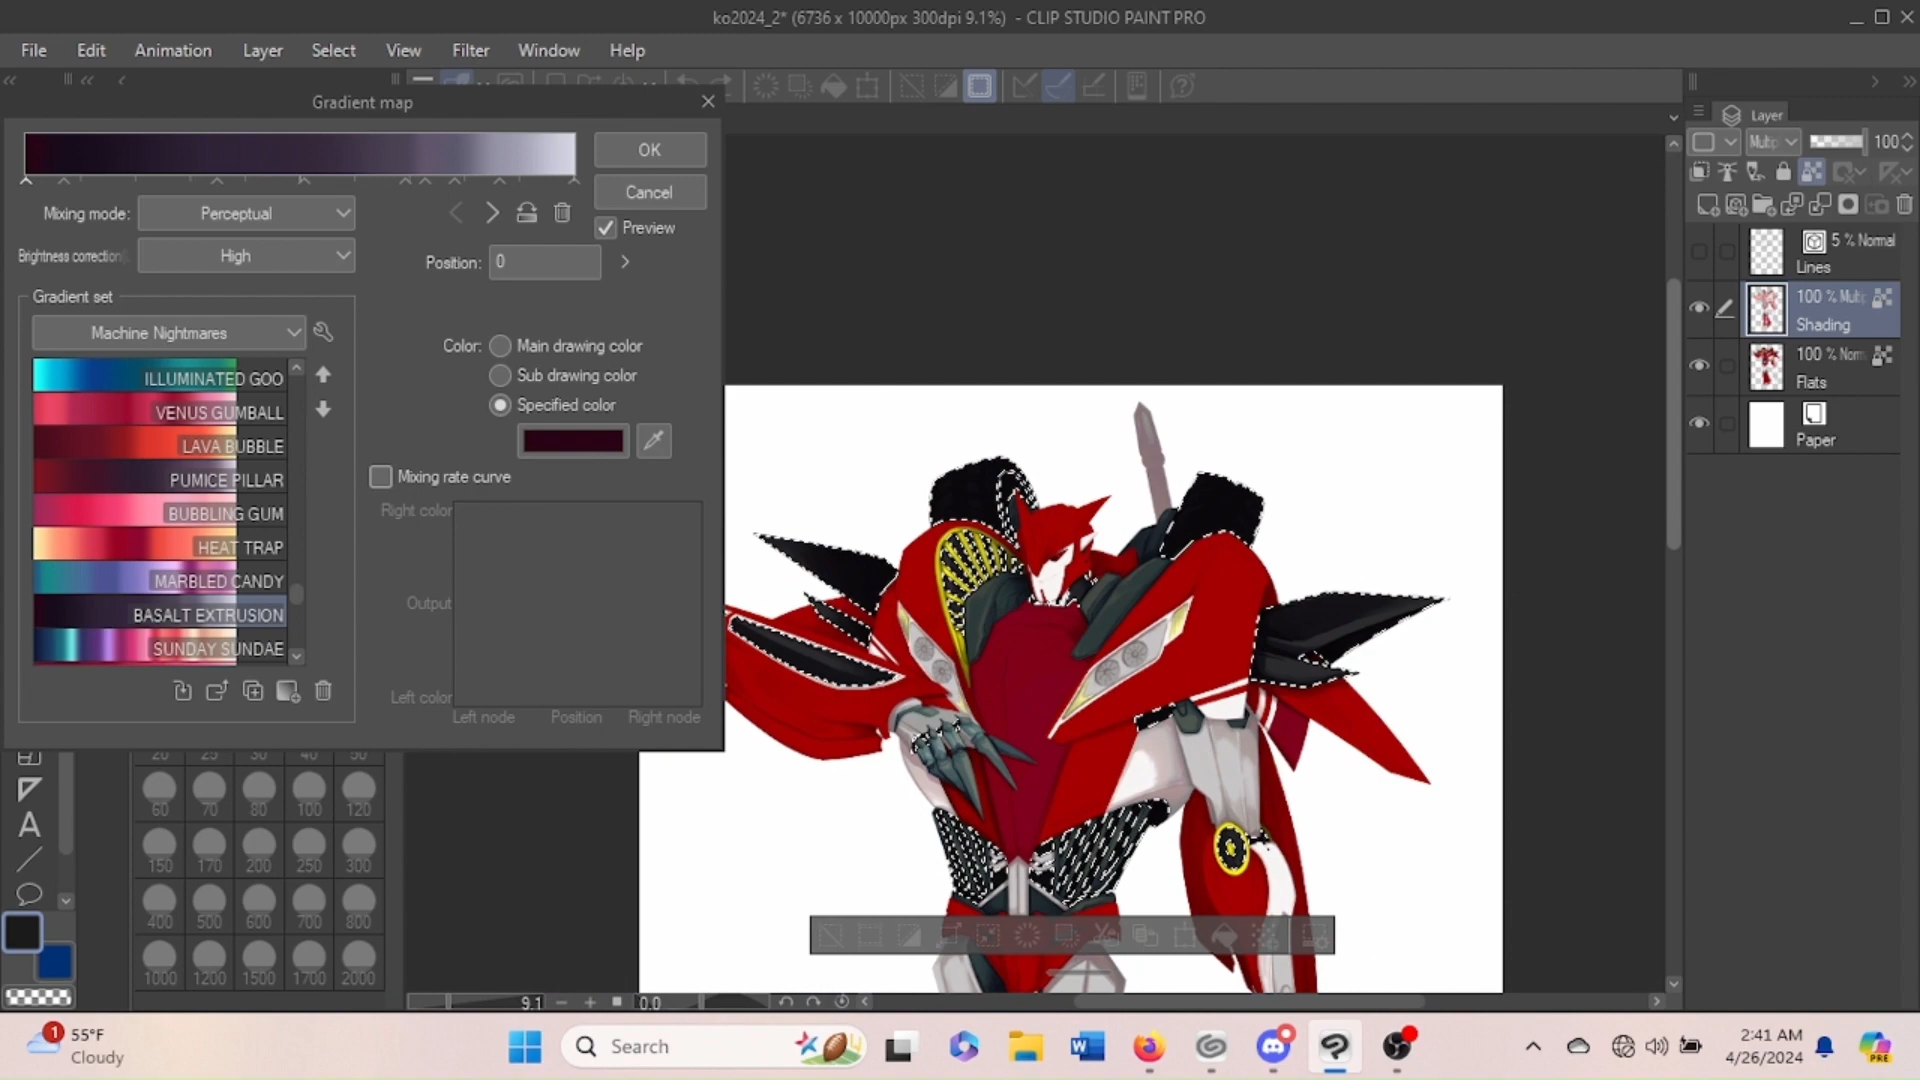 ko2024_2* (6736 x 10000px 300dpi 9.1%) - CLIP STUDIO PAINT PRO
File Edit Animation Layer Select View Filter Window Help
Gradient map
OK
Cancel
Preview
Mixing mode: Perceptual
Brightness correction High
Position: 0
Gradient set
Machine Nightmares
ILLUMINATED GOO
VENUS GUMBALL
LAVA BUBBLE
PUMICE PILLAR
BUBBLING GUM
HEAT TRAP
MARBLED CANDY
BASALT EXTRUSION
SUNDAY SUNDAE
Color: Main drawing color
Sub drawing color
Specified color
Mixing rate curve
Right color
Output
Left color
Left node Position Right node
20 25 30 40 50
60 70 80 100 120
150 170 200 250 300
400 500 600 700 800
1000 1200 1500 1700 2000
A
9.1 0.0
Layer
Multip 100
5 % Normal
Lines
100 % Multi
Shading
100 % Norm
Flats
Paper
1
55°F
Cloudy
Search
W
PRE
2:41 AM
4/26/2024